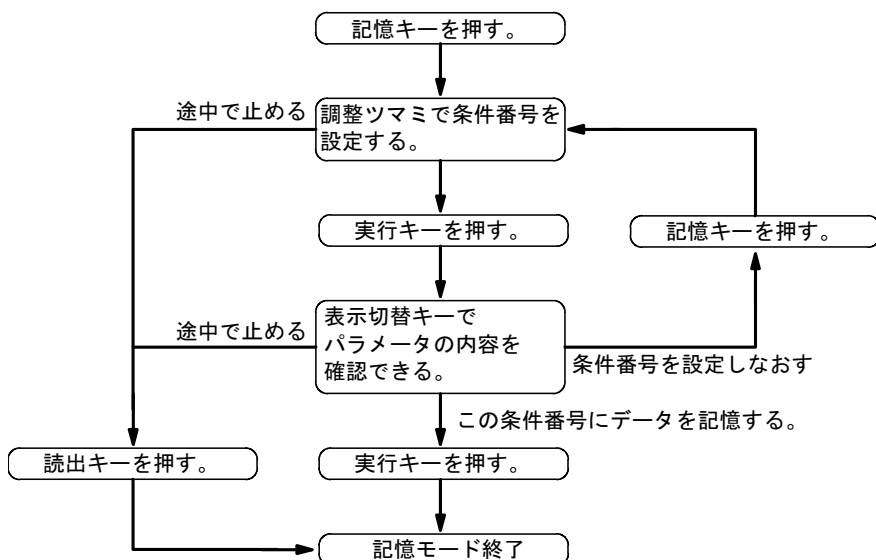 記憶キーを押す。
途中で止める
調整ツマミで条件番号を
設定する。
実行キーを押す。
記憶キーを押す。
途中で止める
表示切替キーで
パラメータの内容を
確認できる。
条件番号を設定しなおす
この条件番号にデータを記憶する。
読出キーを押す。
実行キーを押す。
記憶モード終了